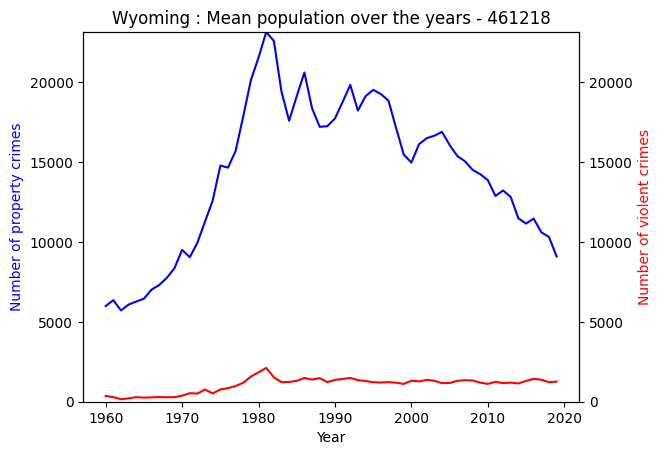 Wyoming : Mean population over the years - 461218
Number of property crimes
20000
15000
10000
5000
0
20000
15000
10000
5000
0
Number of violent crimes
1960 1970 1980 1990 2000 2010 2020
Year